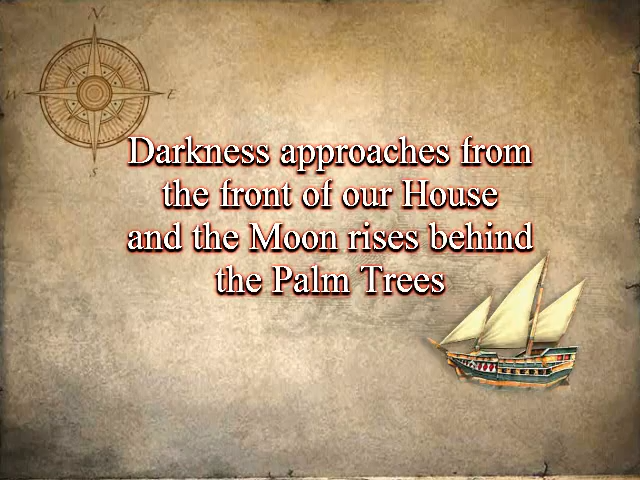 N
W E
S
Darkness approaches from
the front of our House
and the Moon rises behind
the Palm Trees